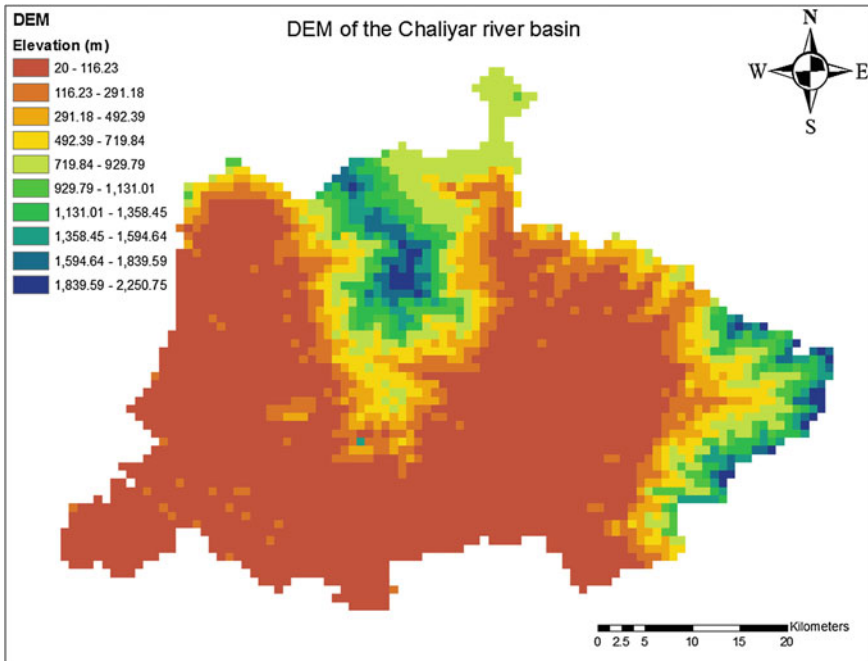 DEM
Elevation (m)
20 - 116.23
116.23 - 291.18
291.18 - 492.39
492.39 - 719.84
719.84 - 929.79
929.79 - 1,131.01
1,131.01 - 1,358.45
1,358.45 - 1,594.64
1,594.64 - 1,839.59
1,839.59 - 2,250.75
DEM of the Chaliyar river basin
N
W E
S
Kilometers
0 2.5 5 10 15 20